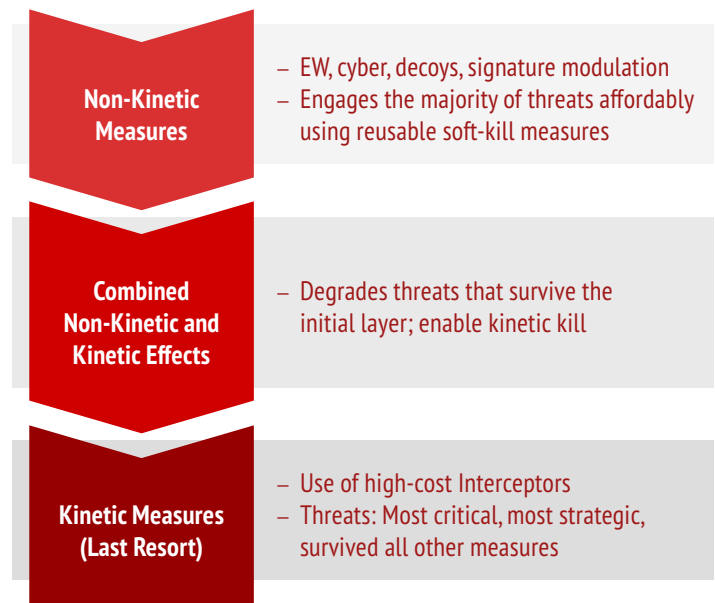 Non-Kinetic
Measures
– EW, cyber, decoys, signature modulation
– Engages the majority of threats affordably
using reusable soft-kill measures
Combined
Non-Kinetic and
Kinetic Effects
– Degrades threats that survive the
initial layer; enable kinetic kill
Kinetic Measures
(Last Resort)
– Use of high-cost Interceptors
– Threats: Most critical, most strategic,
survived all other measures